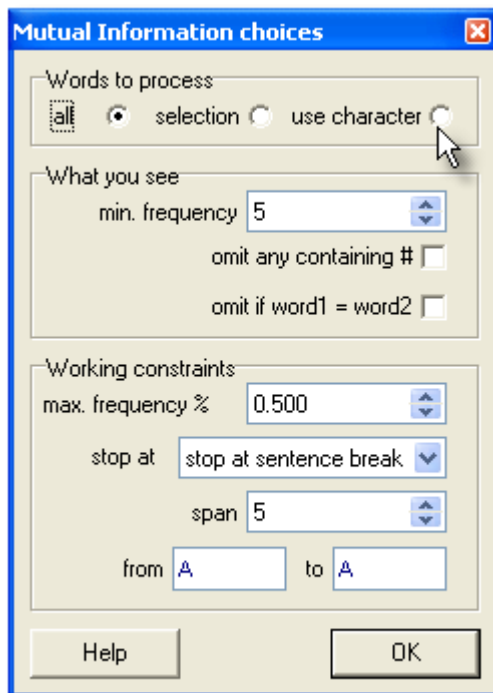 Mutual Information choices
Words to process
all selection use character
What you see
min. frequency 5
omit any containing #
omit if word1 = word2
Working constraints
max. frequency % 0.500
stop at stop at sentence break
span 5
from A to A
Help OK